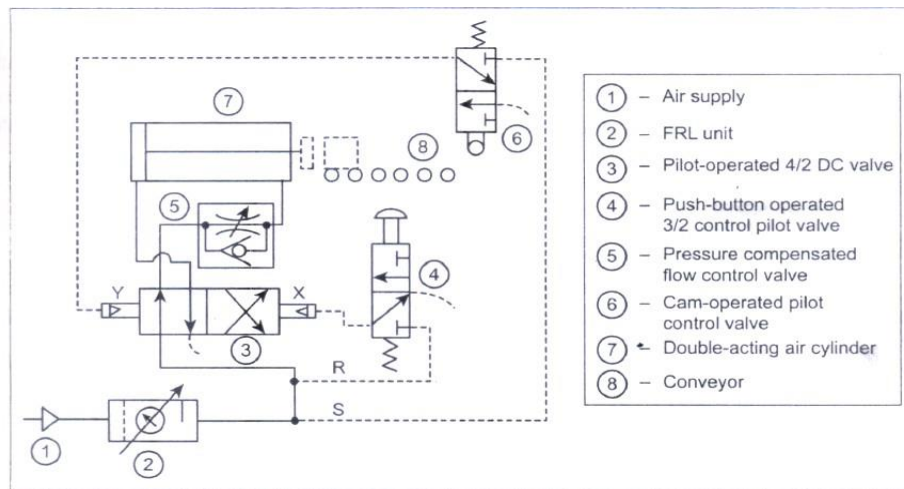 7
8
6
5
4
Y
X
3
R
S
1
2
1 – Air supply
2 – FRL unit
3 – Pilot-operated 4/2 DC valve
4 – Push-button operated
3/2 control pilot valve
5 – Pressure compensated
flow control valve
6 – Cam-operated pilot
control valve
7 – Double-acting air cylinder
8 – Conveyor